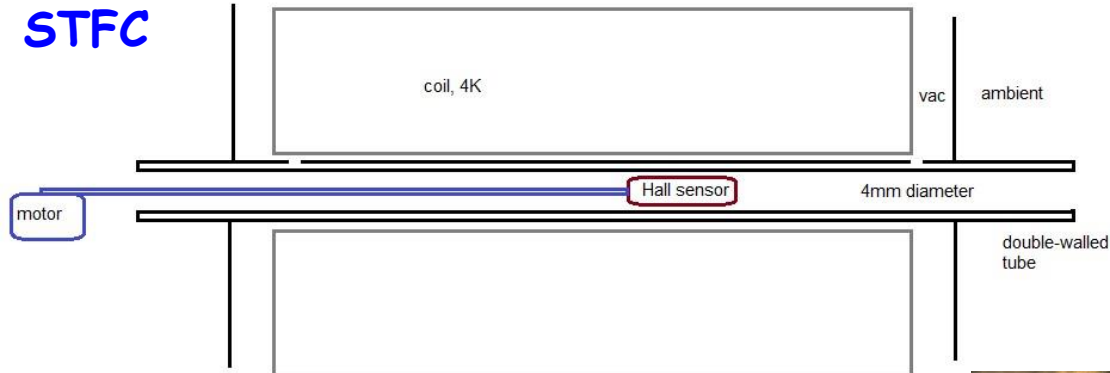 STFC
coil, 4K
vac
ambient
Hall sensor
4mm diameter
motor
double-walled
tube